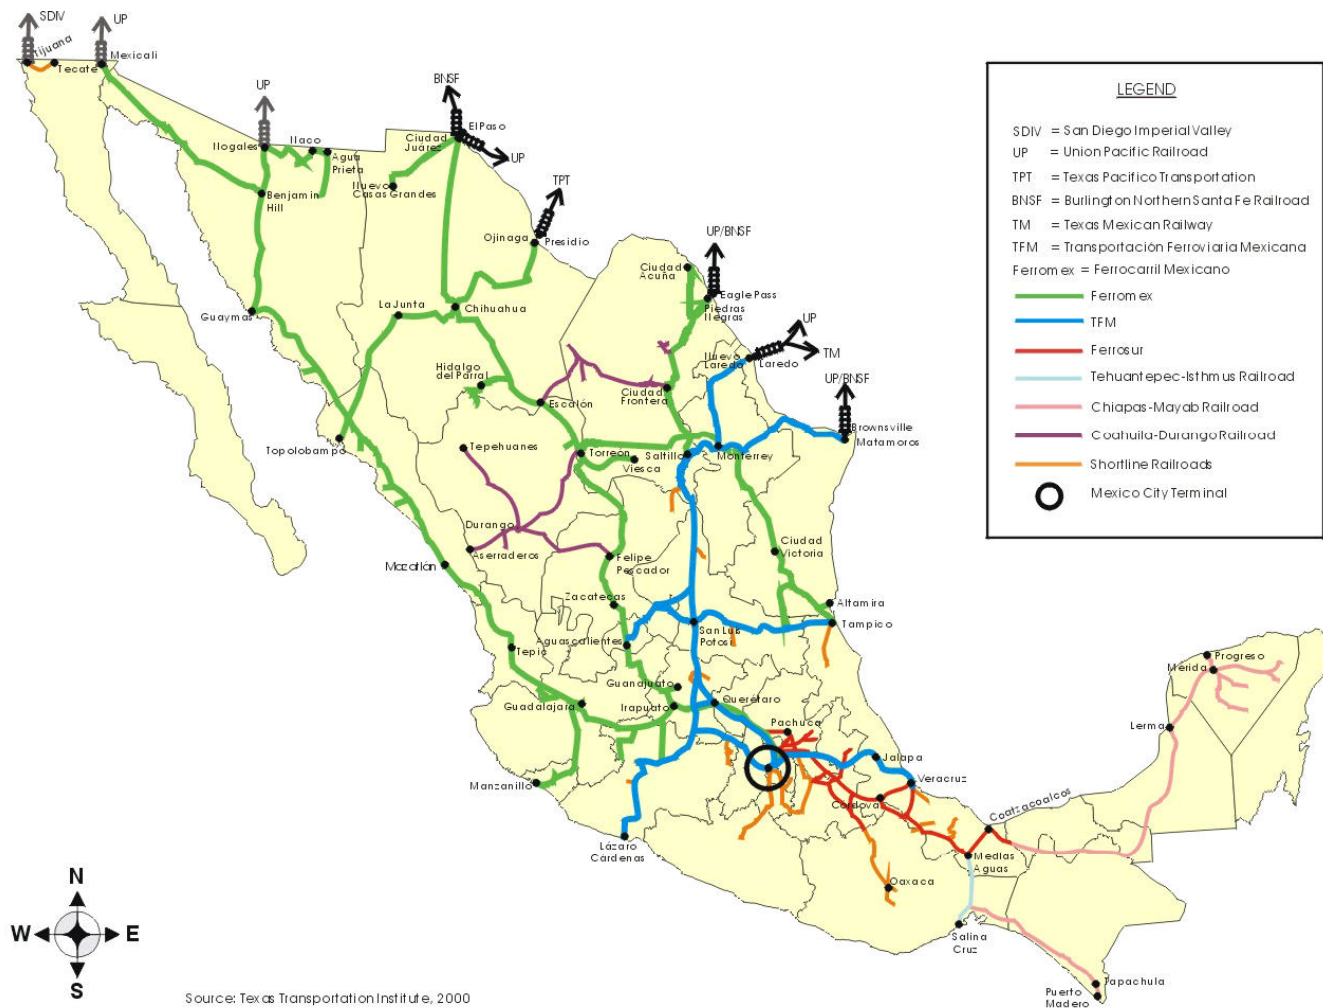 SDIV
UP
Tijuana
Tecate
Mexicali
UP
BNSF
El Paso
Ciudad
Juárez
UP
Nogales
Naco
Agua
Prieta
Nuevo
Casas Grandes
Benjamin
Hill
TPT
Ojinaga
Presidio
UP/BNSF
Ciudad
Acuña
Eagle Pass
Piedras
Negras
Guaymas
La Junta
Chihuahua
UP
TM
Nuevo
Laredo
Laredo
Hidalgo
del Parral
Escalón
Ciudad
Frontera
UP/BNSF
Brownsville
Matamoros
Topolobampo
Tepehuanes
Torreón
Viesca
Saltillo
Monterrey
Durango
Aserraderos
Felipe
Pescador
Ciudad
Victoria
Mazatlán
Zacatecas
Altamira
Tampico
Aguascalientes
San Luis
Potosi
Tepic
Guanajuato
Guadalajara
Irapuato
Querétaro
Pachuca
Manzanillo
Jalapa
Veracruz
Cordova
Coatzacoalcos
Lázaro
Cárdenas
Medias
Aguas
Oaxaca
Salina
Cruz
Tapachula
Puerto
Madero
Progreso
Merida
Lerma
LEGEND
SDIV = San Diego Imperial Valley
UP = Union Pacific Railroad
TPT = Texas Pacifico Transportation
BNSF = Burlington Northern Santa Fe Railroad
TM = Texas Mexican Railway
TFM = Transportación Ferroviaria Mexicana
Ferromex = Ferrocarril Mexicano
Ferromex
TFM
Ferrosur
Tehuantepec-Isthmus Railroad
Chiapas-Mayab Railroad
Coahuila-Durango Railroad
Shortline Railroads
Mexico City Terminal
N
W
E
S
Source: Texas Transportation Institute, 2000